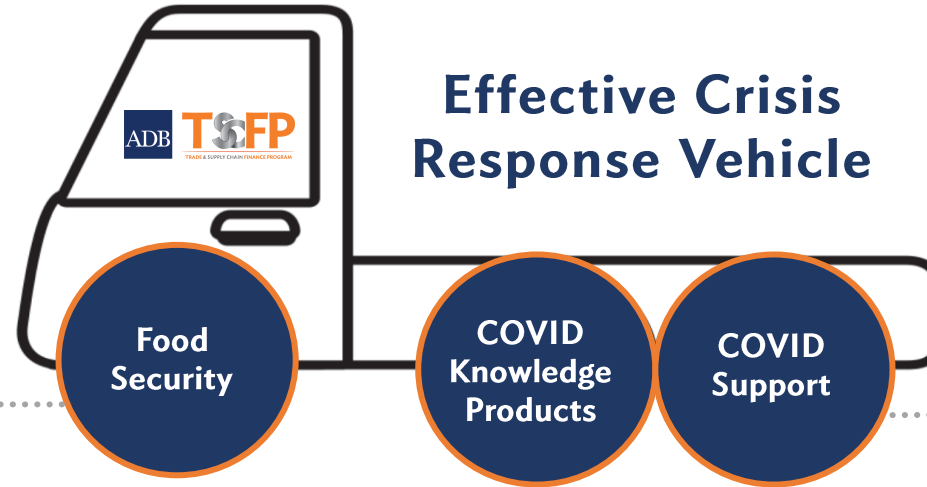 Effective Crisis
Response Vehicle
ADB
TSCFP
TRADE & SUPPLY CHAIN FINANCE PROGRAM
Food
Security
COVID
Knowledge
Products
COVID
Support